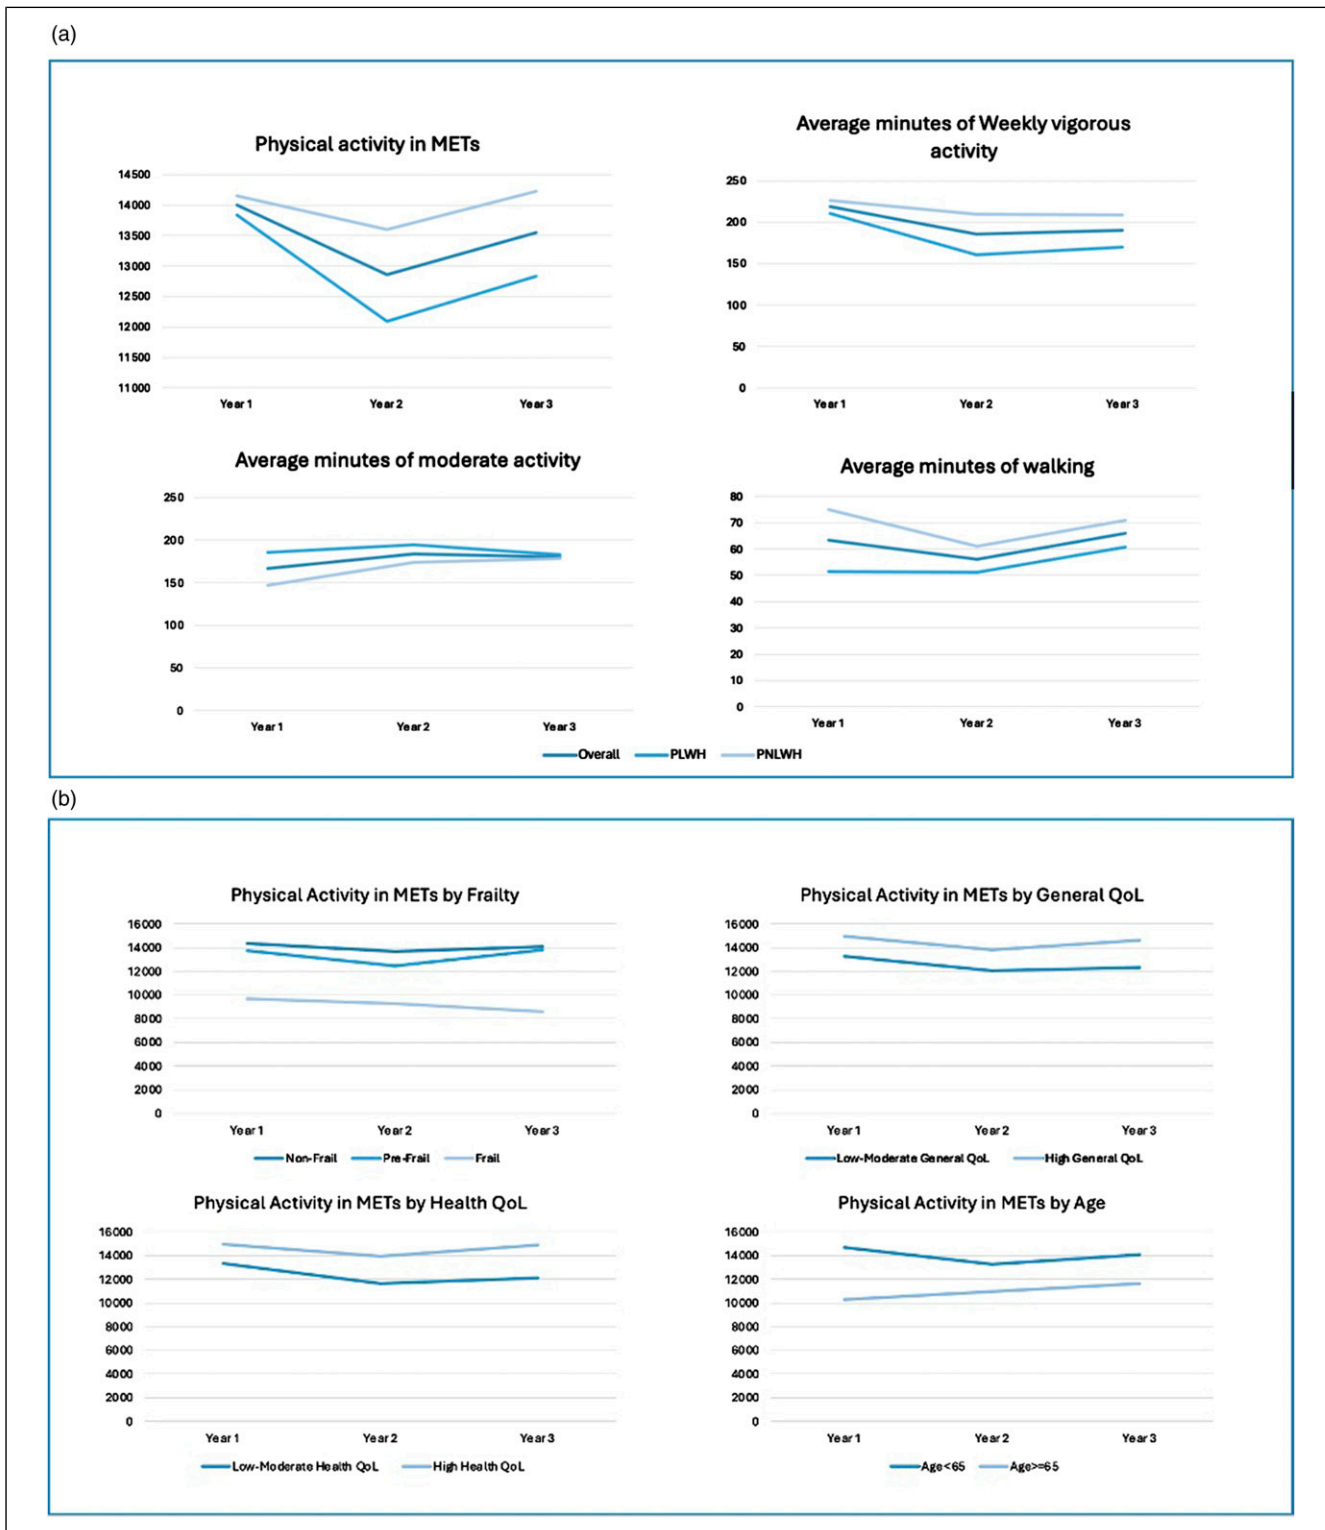 (a)
Physical activity in METs
14500
14000
13500
13000
12500
12000
11500
11000
Year 1 Year 2 Year 3
Average minutes of Weekly vigorous
activity
250
200
150
100
50
0
Year 1 Year 2 Year 3
Average minutes of moderate activity
250
200
150
100
50
0
Year 1 Year 2 Year 3
Average minutes of walking
80
70
60
50
40
30
20
10
0
Year 1 Year 2 Year 3
Overall PLWH PNLWH
(b)
Physical Activity in METs by Frailty
16000
14000
12000
10000
8000
6000
4000
2000
0
Year 1 Year 2 Year 3
Non-Frail Pre-Frail Frail
Physical Activity in METs by General QoL
16000
14000
12000
10000
8000
6000
4000
2000
0
Year 1 Year 2 Year 3
Low-Moderate General QoL High General QoL
Physical Activity in METs by Health QoL
16000
14000
12000
10000
8000
6000
4000
2000
0
Year 1 Year 2 Year 3
Low-Moderate Health QoL High Health QoL
Physical Activity in METs by Age
16000
14000
12000
10000
8000
6000
4000
2000
0
Year 1 Year 2 Year 3
Age<65 Age>=65